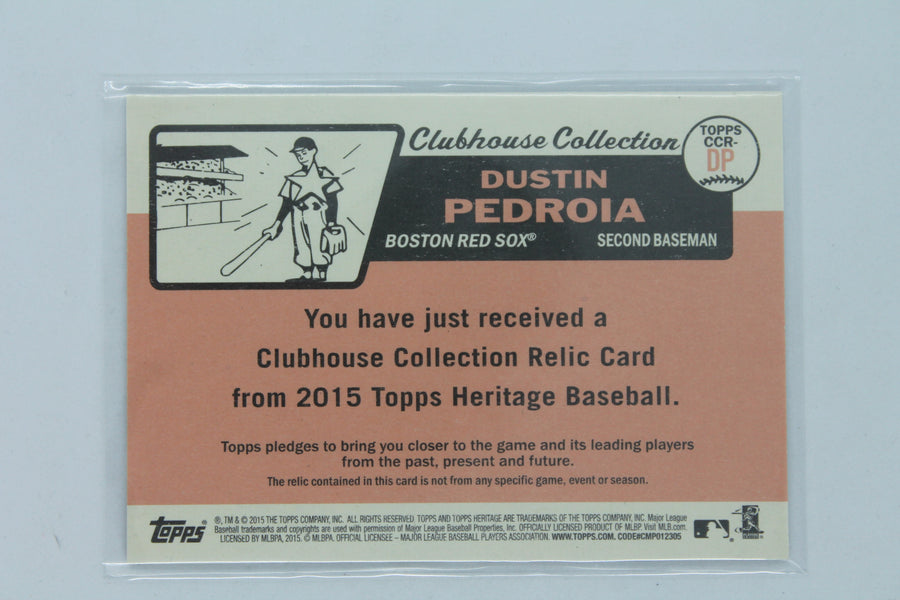 Clubhouse Collection
TOPPS
CCR-
DP
DUSTIN
PEDROIA
BOSTON RED SOX® SECOND BASEMAN
You have just received a
Clubhouse Collection Relic Card
from 2015 Topps Heritage Baseball.
Topps pledges to bring you closer to the game and its leading players
from the past, present and future.
The relic contained in this card is not from any specific game, event or season.
Topps® ®, TM & © 2015 THE TOPPS COMPANY, INC. ALL RIGHTS RESERVED. TOPPS AND TOPPS HERITAGE ARE TRADEMARKS OF THE TOPPS COMPANY, INC. Major League
Baseball trademarks and copyrights are used with permission of Major League Baseball Properties, Inc. OFFICIALLY LICENSED PRODUCT OF MLBP. Visit MLB.com.
LICENSED BY MLBPA, 2015. © MLBPA. OFFICIAL LICENSEE – MAJOR LEAGUE BASEBALL PLAYERS ASSOCIATION. WWW.TOPPS.COM. CODE#CMP012305